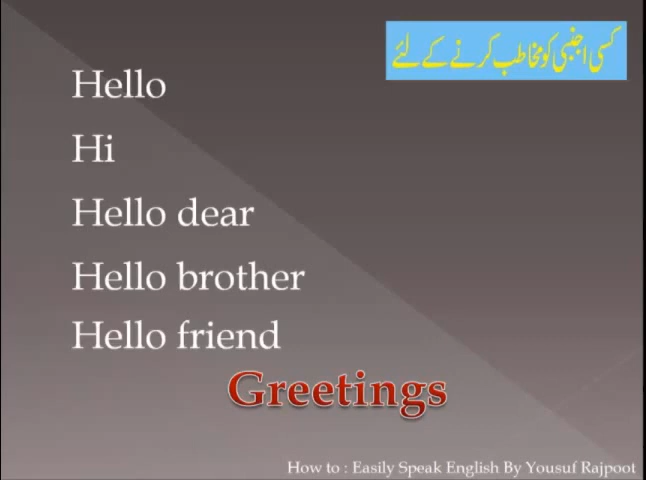 کسی اجنبی کو مخاطب کرنے کے لئے
Hello
Hi
Hello dear
Hello brother
Hello friend
Greetings
How to : Easily Speak English By Yousuf Rajpoot